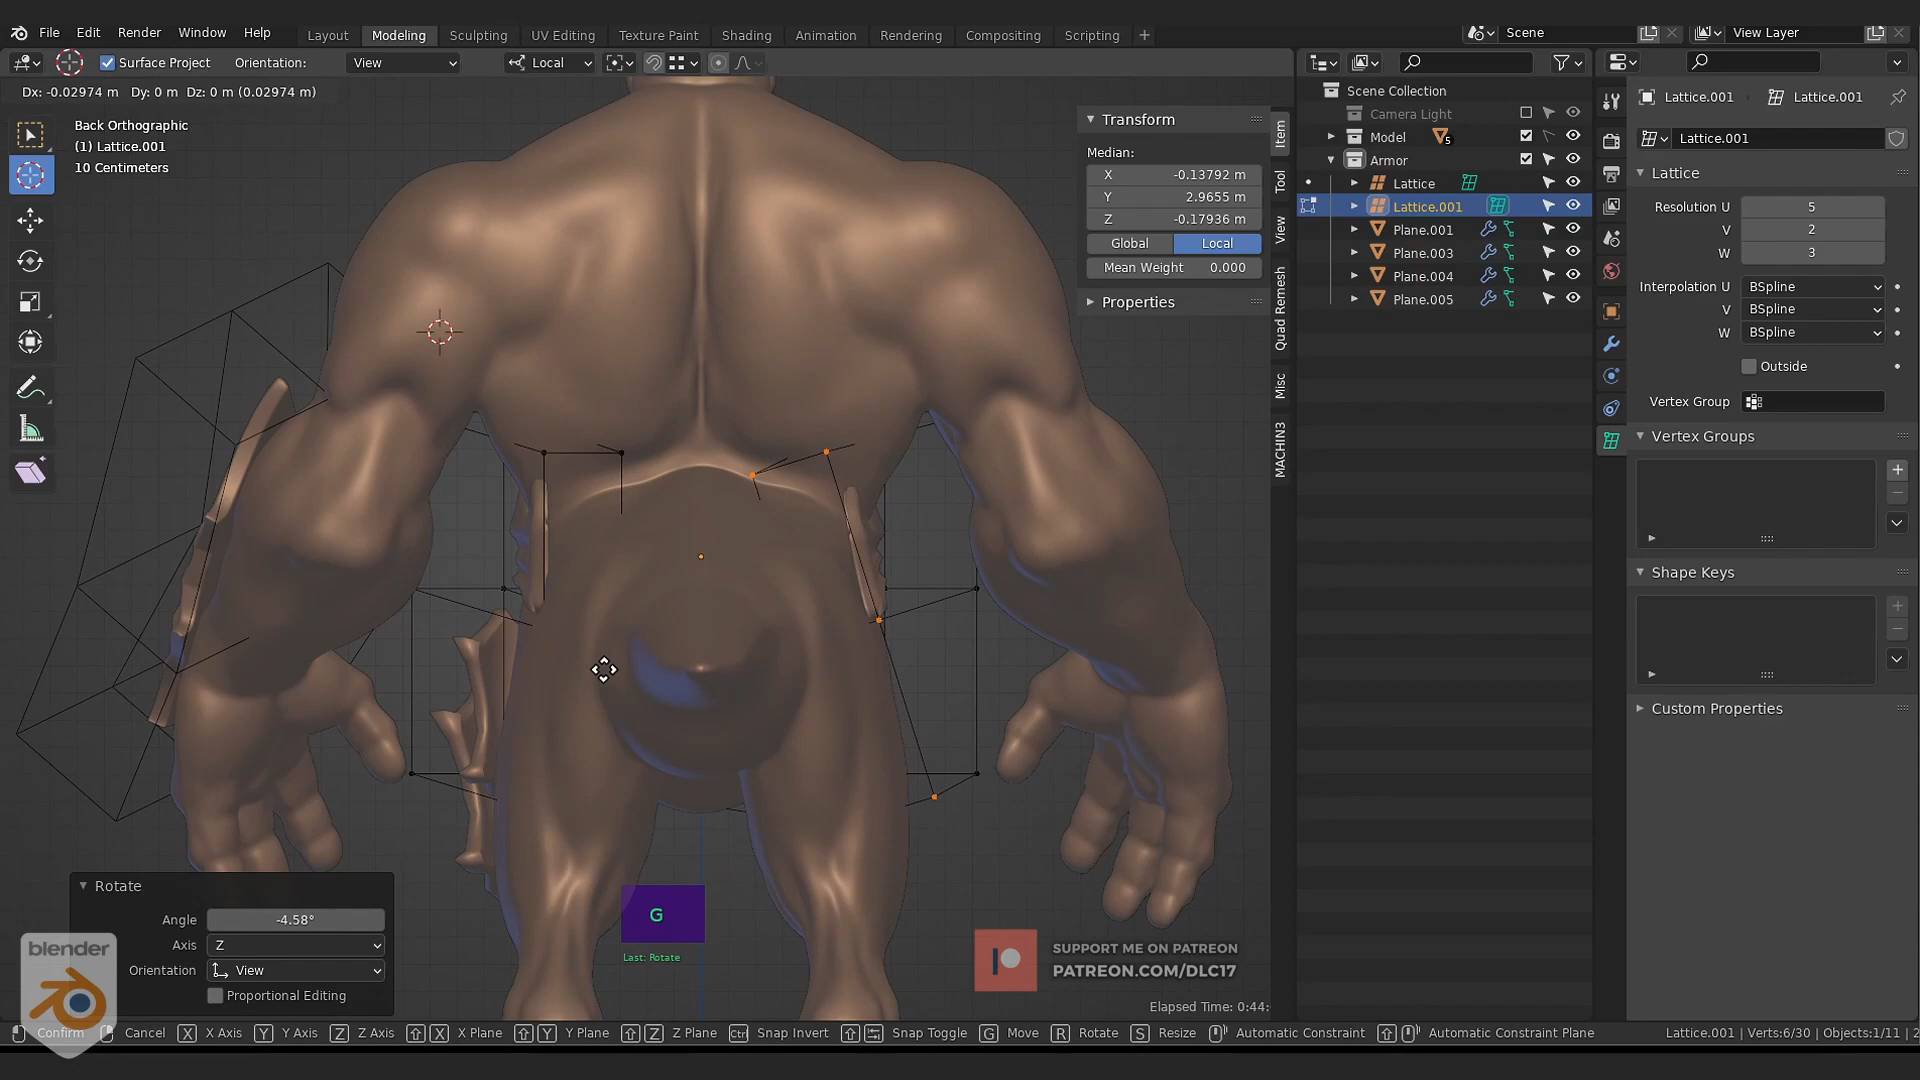 File Edit Render Window Help
Layout Modeling Sculpting UV Editing Texture Paint Shading Animation Rendering Compositing Scripting +
Scene
View Layer
Surface Project Orientation: View Local
Dx: -0.02974 m Dy: 0 m Dz: 0 m (0.02974 m)
Back Orthographic
(1) Lattice.001
10 Centimeters
Transform
Median:
X -0.13792 m
Y 2.9655 m
Z -0.17936 m
Global Local
Mean Weight 0.000
Properties
Item
Tool
View
Quad Remesh
Misc
MACHIN3
Scene Collection
Camera Light
Model 5
Armor
Lattice
Lattice.001
Plane.001
Plane.003
Plane.004
Plane.005
Lattice.001 Lattice.001
Lattice.001
Lattice
Resolution U 5
V 2
W 3
Interpolation U BSpline
V BSpline
W BSpline
Outside
Vertex Group
Vertex Groups
Shape Keys
Custom Properties
Rotate
Angle -4.58°
Axis Z
Orientation View
Proportional Editing
blender
G
Last: Rotate
SUPPORT ME ON PATREON
PATREON.COM/DLC17
Elapsed Time: 0:44:
Confirm Cancel X X Axis Y Y Axis Z Z Axis X X Plane Y Y Plane Z Z Plane Ctrl Snap Invert Snap Toggle G Move R Rotate S Resize Automatic Constraint Automatic Constraint Plane
Lattice.001 | Verts:6/30 | Objects:1/11 | 2